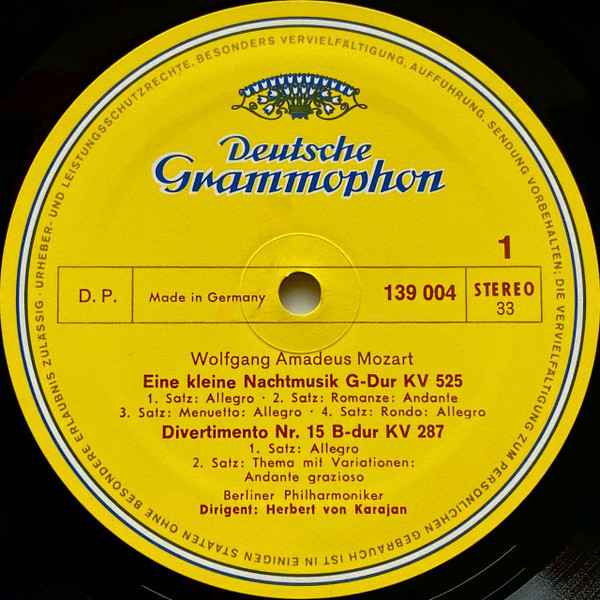 URHEBER- UND LEISTUNGSSCHUTZRECHTE, BESONDERS VERVIELFÄLTIGUNG, AUFFÜHRUNG, SENDUNG VORBEHALTEN; DIE VERVIELFÄLTIGUNG ZUM PERSÖNLICHEN GEBRAUCH IST IN EINIGEN STAATEN OHNE BESONDERE ERLAUBNIS ZULÄSSIG -
Deutsche
Grammophon
1
D. P.
Made in Germany
139 004
STEREO
33
Wolfgang Amadeus Mozart
Eine kleine Nachtmusik G-Dur KV 525
1. Satz: Allegro · 2. Satz: Romanze: Andante
3. Satz: Menuetto: Allegro · 4. Satz: Rondo: Allegro
Divertimento Nr. 15 B-dur KV 287
1. Satz: Allegro
2. Satz: Thema mit Variationen:
Andante grazioso
Berliner Philharmoniker
Dirigent: Herbert von Karajan